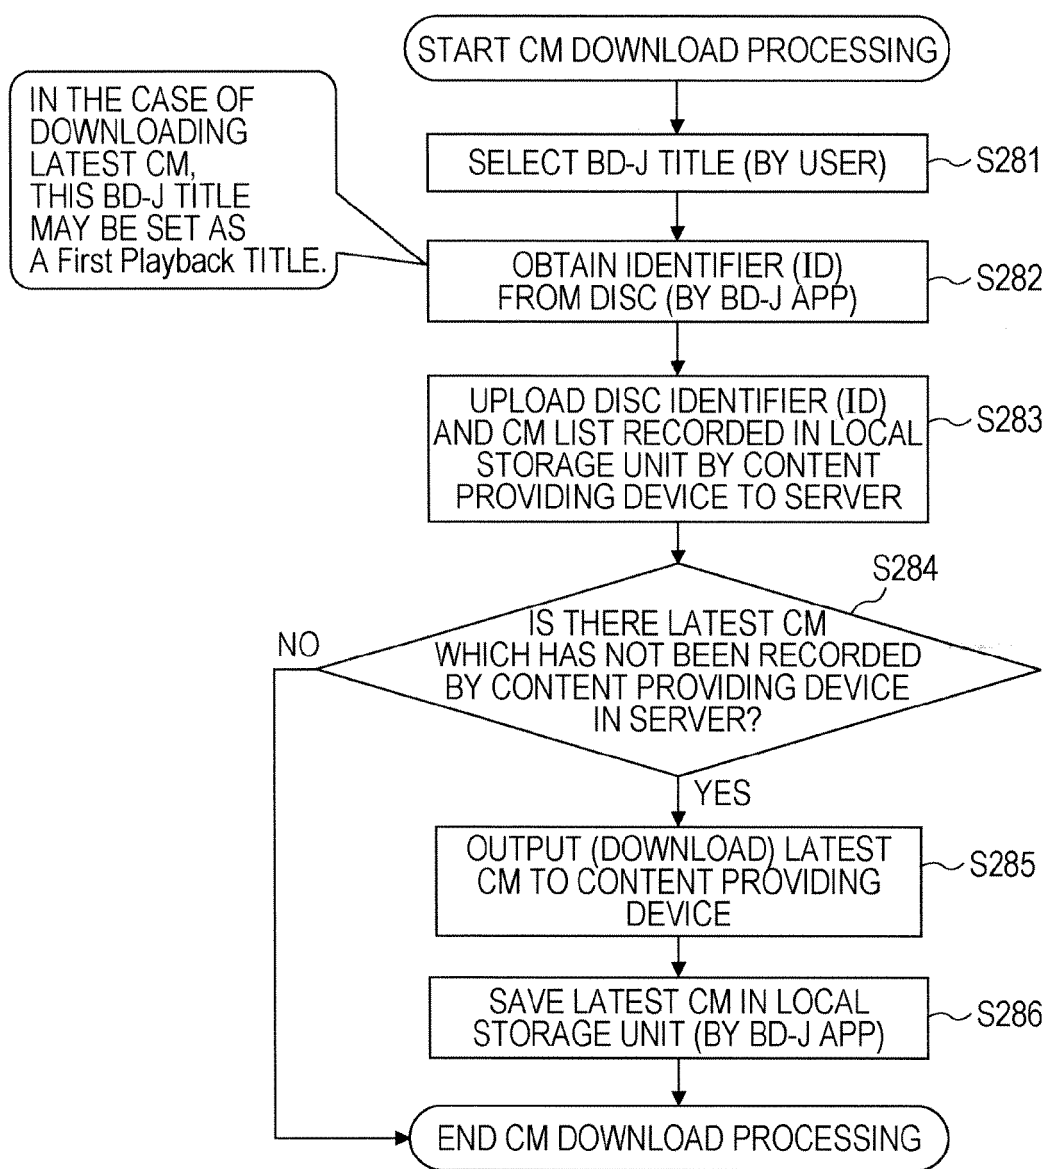 START CM DOWNLOAD PROCESSING
IN THE CASE OF
DOWNLOADING
LATEST CM,
THIS BD-J TITLE
MAY BE SET AS
A First Playback TITLE.
SELECT BD-J TITLE (BY USER)
S281
OBTAIN IDENTIFIER (ID)
FROM DISC (BY BD-J APP)
S282
UPLOAD DISC IDENTIFIER (ID)
AND CM LIST RECORDED IN LOCAL
STORAGE UNIT BY CONTENT
PROVIDING DEVICE TO SERVER
S283
S284
IS THERE LATEST CM
WHICH HAS NOT BEEN RECORDED
BY CONTENT PROVIDING DEVICE
IN SERVER?
NO
YES
OUTPUT (DOWNLOAD) LATEST
CM TO CONTENT PROVIDING
DEVICE
S285
SAVE LATEST CM IN LOCAL
STORAGE UNIT (BY BD-J APP)
S286
END CM DOWNLOAD PROCESSING